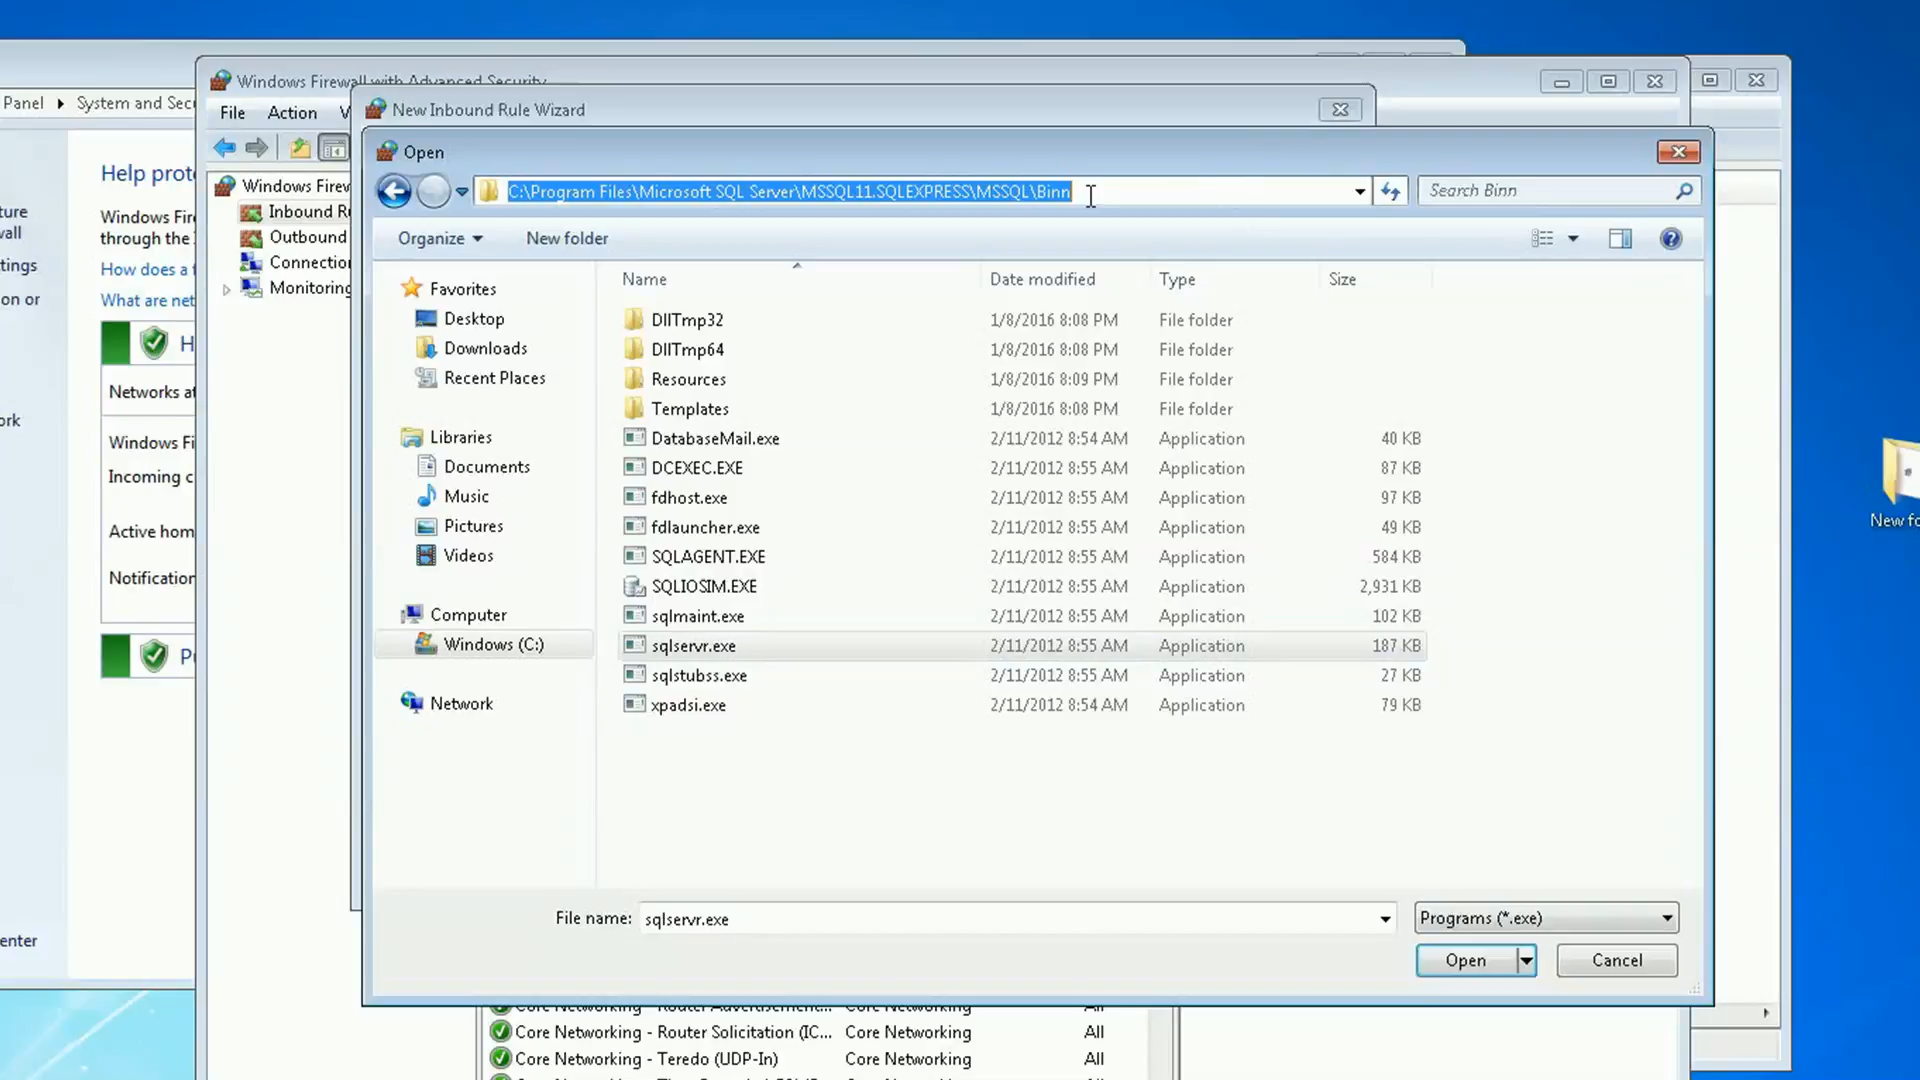 Windows Firewall with Advanced Security
Panel System and Secu
File Action V
New Inbound Rule Wizard
Open
C:\Program Files\Microsoft SQL Server\MSSQL11.SQLEXPRESS\MSSQL\Binn
Search Binn
Organize New folder
Help prote
Windows Fir
through the
How does a f
What are net
ture
vall
tings
on or
ork
enter
H
Networks at
Windows Fi
Incoming c
Active hom
Notification
P
Windows Firew
Inbound Ru
Outbound
Connection
Monitoring
Favorites
Desktop
Downloads
Recent Places
Libraries
Documents
Music
Pictures
Videos
Computer
Windows (C:)
Network
Name Date modified Type Size
DllTmp32 1/8/2016 8:08 PM File folder
DllTmp64 1/8/2016 8:08 PM File folder
Resources 1/8/2016 8:09 PM File folder
Templates 1/8/2016 8:08 PM File folder
DatabaseMail.exe 2/11/2012 8:54 AM Application 40 KB
DCEXEC.EXE 2/11/2012 8:55 AM Application 87 KB
fdhost.exe 2/11/2012 8:55 AM Application 97 KB
fdlauncher.exe 2/11/2012 8:55 AM Application 49 KB
SQLAGENT.EXE 2/11/2012 8:55 AM Application 584 KB
SQLIOSIM.EXE 2/11/2012 8:55 AM Application 2,931 KB
sqlmaint.exe 2/11/2012 8:55 AM Application 102 KB
sqlservr.exe 2/11/2012 8:55 AM Application 187 KB
sqlstubss.exe 2/11/2012 8:55 AM Application 27 KB
xpadsi.exe 2/11/2012 8:54 AM Application 79 KB
New fo
File name: sqlservr.exe Programs (*.exe)
Open Cancel
Core Networking - Router Advertisement... Core Networking All
Core Networking - Router Solicitation (IC... Core Networking All
Core Networking - Teredo (UDP-In) Core Networking All